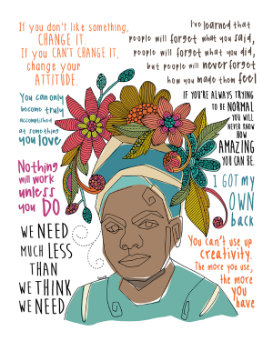 If you don't like something,
CHANGE IT.
If you CAN'T CHANGE IT,
change your
ATTITUDE.
I've learned that
people will forget what you said,
people will forget what you did,
but people will never forget
how you made them feel
You can only
become truly
accomplished
at something
you love
IF YOU'RE ALWAYS TRYING
TO BE NORMAL
YOU WILL
NEVER KNOW
HOW
AMAZING
YOU CAN BE.
Nothing
will work
unless
you DO
I GOT MY
OWN
back
WE NEED
MUCH LESS
THAN
WE THINK
WE NEED
You can't use up
creativity.
The more you use,
the more
you
have